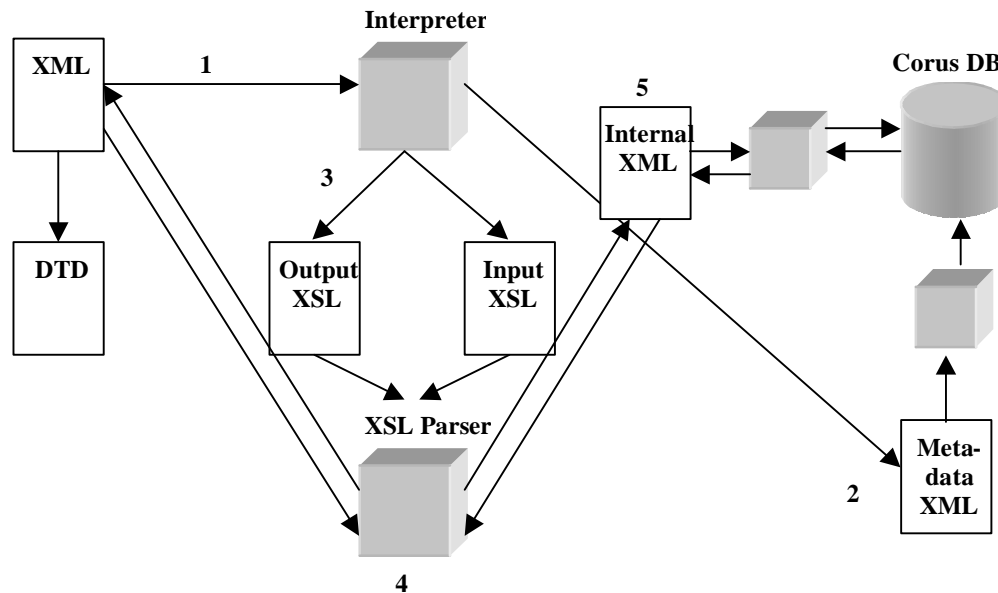 Interpreter
XML
1
Corus DB
5
Internal
XML
3
DTD
Output
XSL
Input
XSL
XSL Parser
Meta-
data
XML
2
4